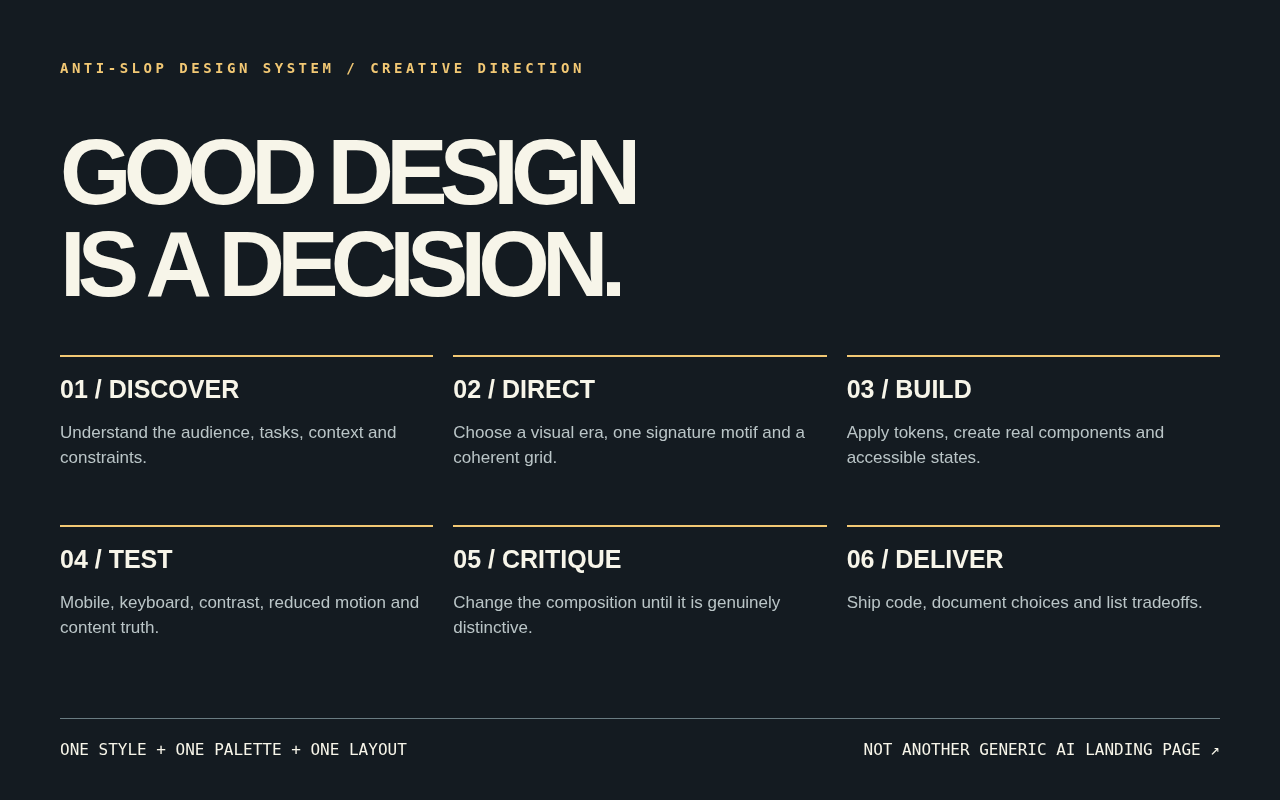 ANTI-SLOP DESIGN SYSTEM / CREATIVE DIRECTION
GOOD DESIGN
IS A DECISION.
01 / DISCOVER
Understand the audience, tasks, context and
constraints.
02 / DIRECT
Choose a visual era, one signature motif and a
coherent grid.
03 / BUILD
Apply tokens, create real components and
accessible states.
04 / TEST
Mobile, keyboard, contrast, reduced motion and
content truth.
05 / CRITIQUE
Change the composition until it is genuinely
distinctive.
06 / DELIVER
Ship code, document choices and list tradeoffs.
ONE STYLE + ONE PALETTE + ONE LAYOUT
NOT ANOTHER GENERIC AI LANDING PAGE ↗